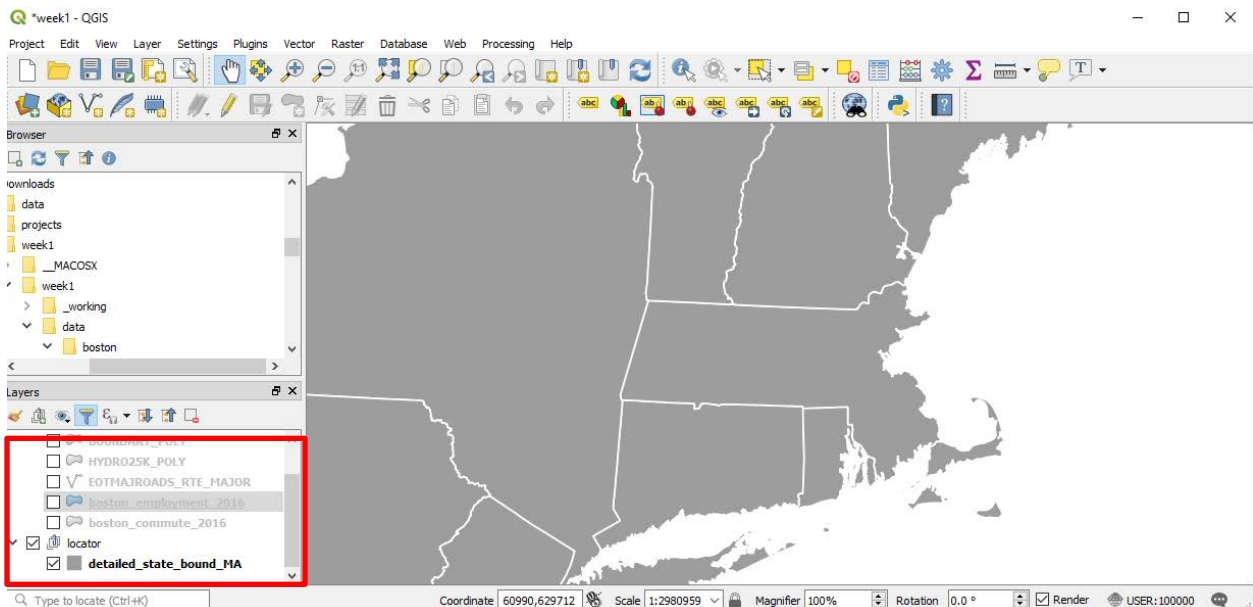 *week1 - QGIS
Project Edit View Layer Settings Plugins Vector Raster Database Web Processing Help
Browser
ownloads
data
projects
week1
__MACOSX
week1
_working
data
boston
Layers
BOUNDARY_POLY
HYDRO25K_POLY
EOTMAJROADS_RTE_MAJOR
boston_employment_2016
boston_commute_2016
locator
detailed_state_bound_MA
Type to locate (Ctrl+K) Coordinate 60990,629712 Scale 1:2980959 Magnifier 100% Rotation 0.0 ° Render USER:100000